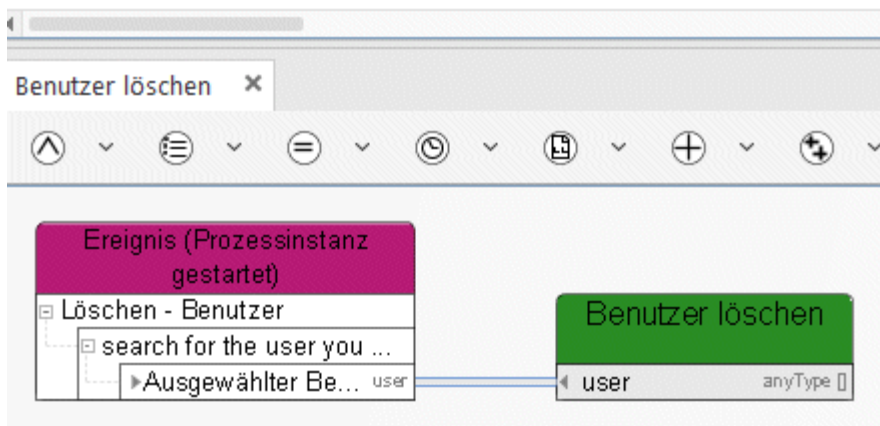 Benutzer löschen ×
Ereignis (Prozessinstanz
gestartet)
Löschen - Benutzer
search for the user you ...
Ausgewählter Be... user
Benutzer löschen
user anyType []